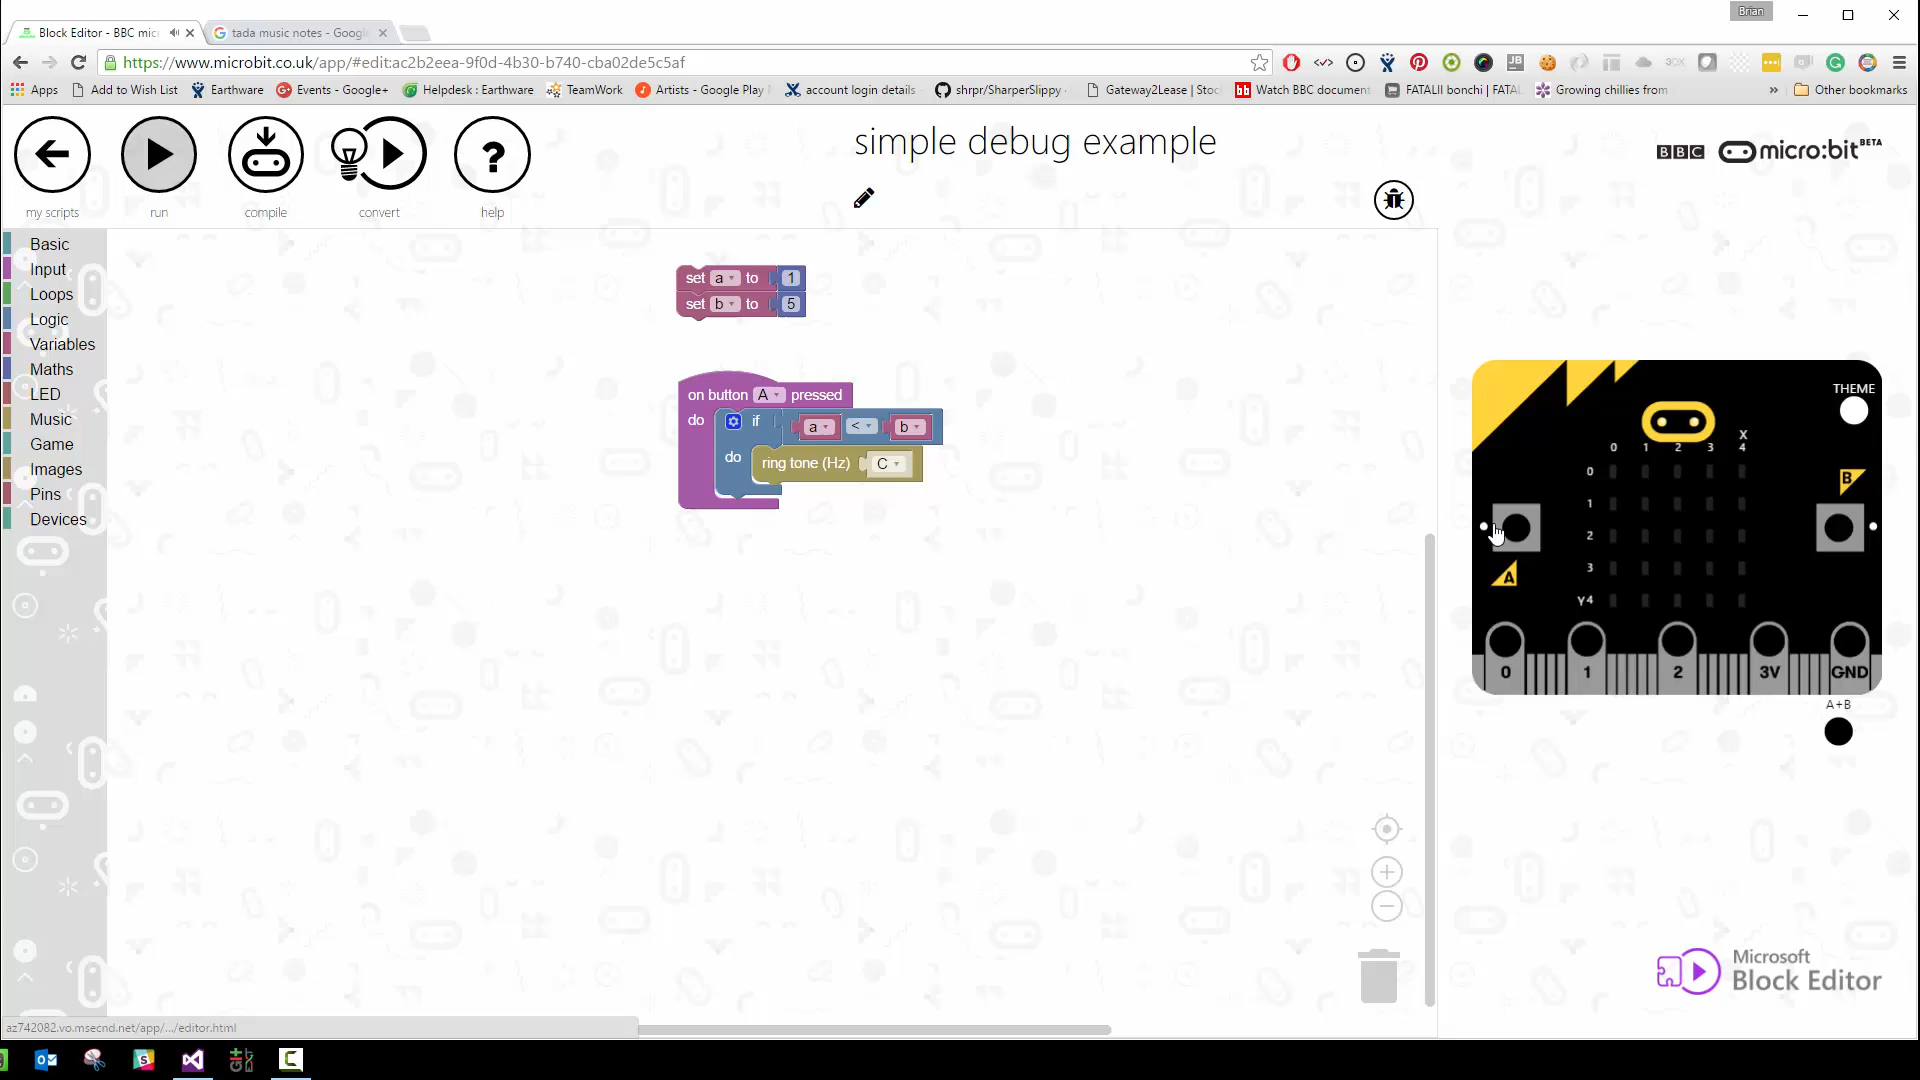 Brian
Block Editor - BBC mic
tada music notes - Googl
https://www.microbit.co.uk/app/#edit:ac2b2eea-9f0d-4b30-b740-cba02de5c5af
Apps Add to Wish List Earthware Events - Google+ Helpdesk : Earthware TeamWork Artists - Google Play account login details shrpr/SharperSlippy Gateway2Lease | Stoc Watch BBC documen FATALII bonchi | FATAL Growing chillies from » Other bookmarks
simple debug example
BBC micro:bit BETA
my scripts run compile convert help
Basic
Input
Loops
Logic
Variables
Maths
LED
Music
Game
Images
Pins
Devices
set a to 1
set b to 5
on button A pressed
do if a < b
do ring tone (Hz) C
THEME
X
0 1 2 3 4
0
1
2
3
Y4
B
A
0 1 2 3V GND
A+B
Microsoft
Block Editor
az742082.vo.msecnd.net/app/.../editor.html